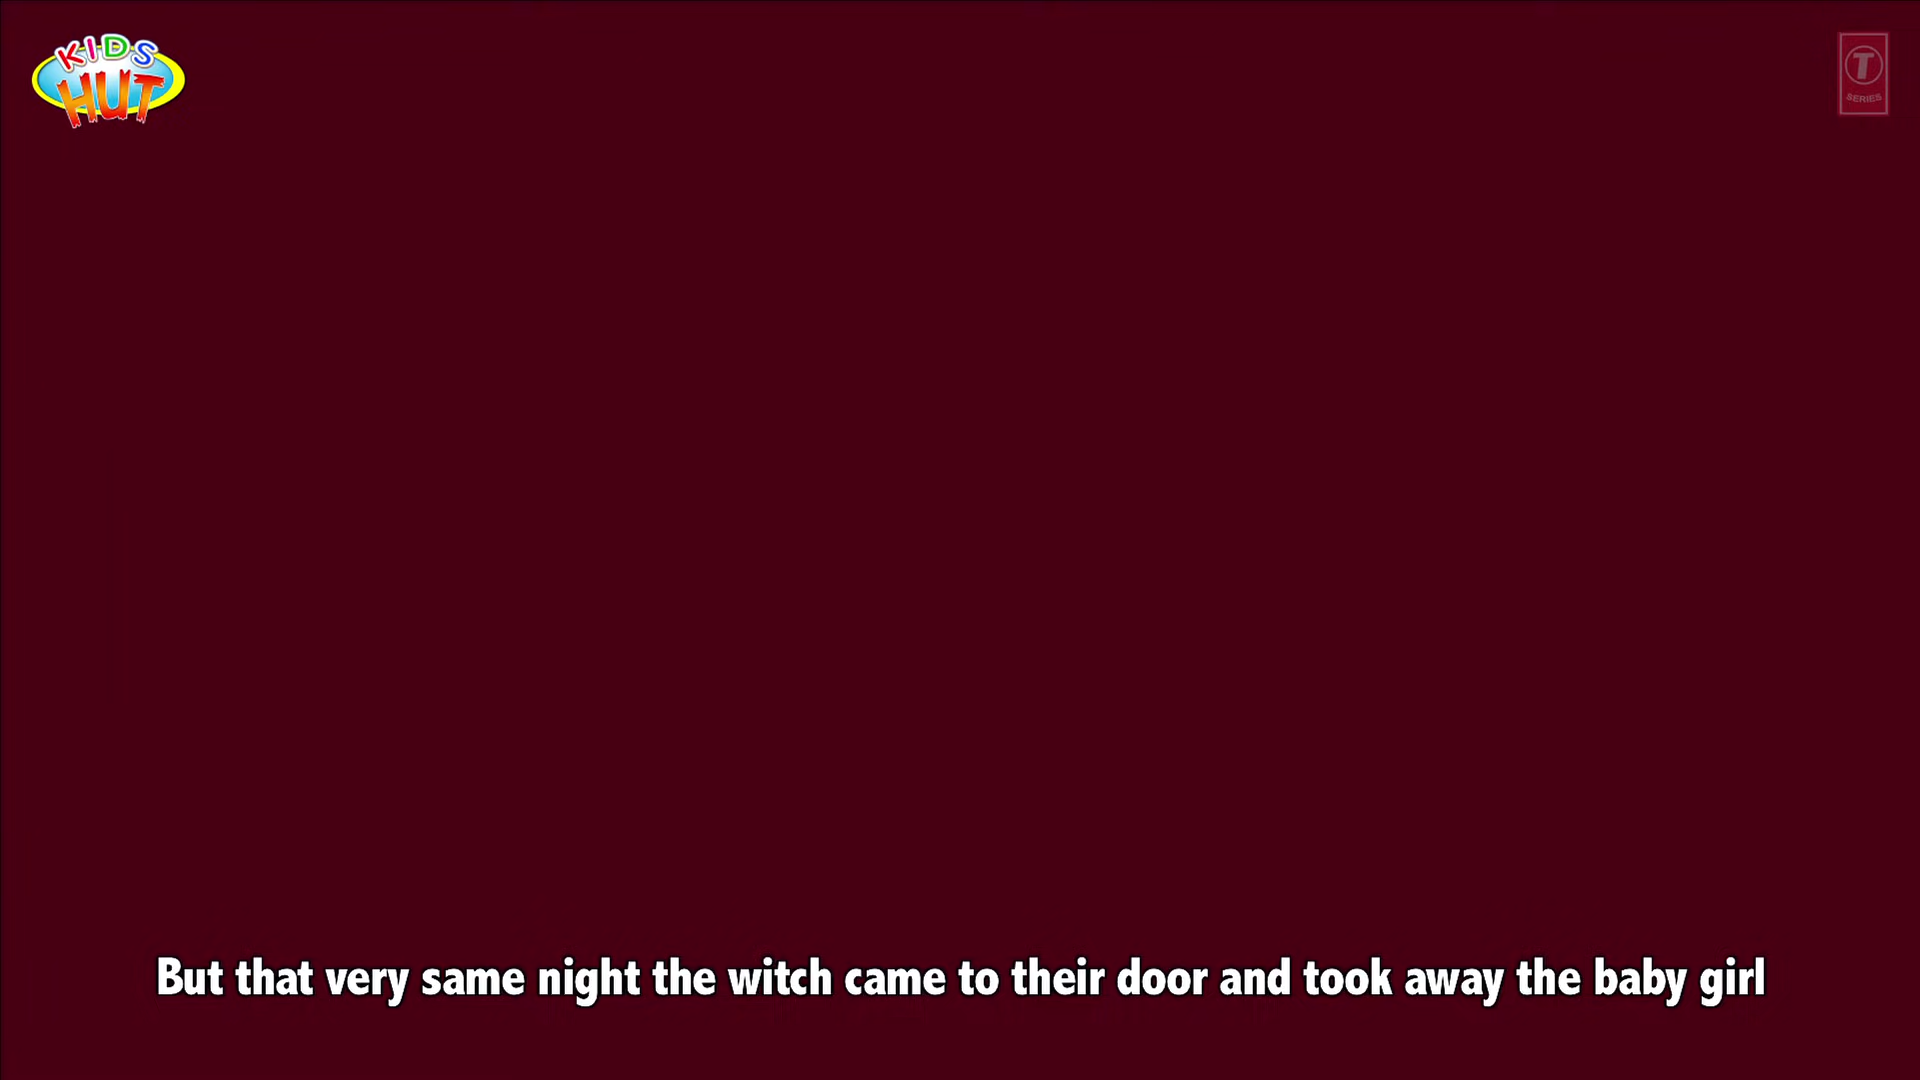 KIDS
HUT
T
SERIES
But that very same night the witch came to their door and took away the baby girl